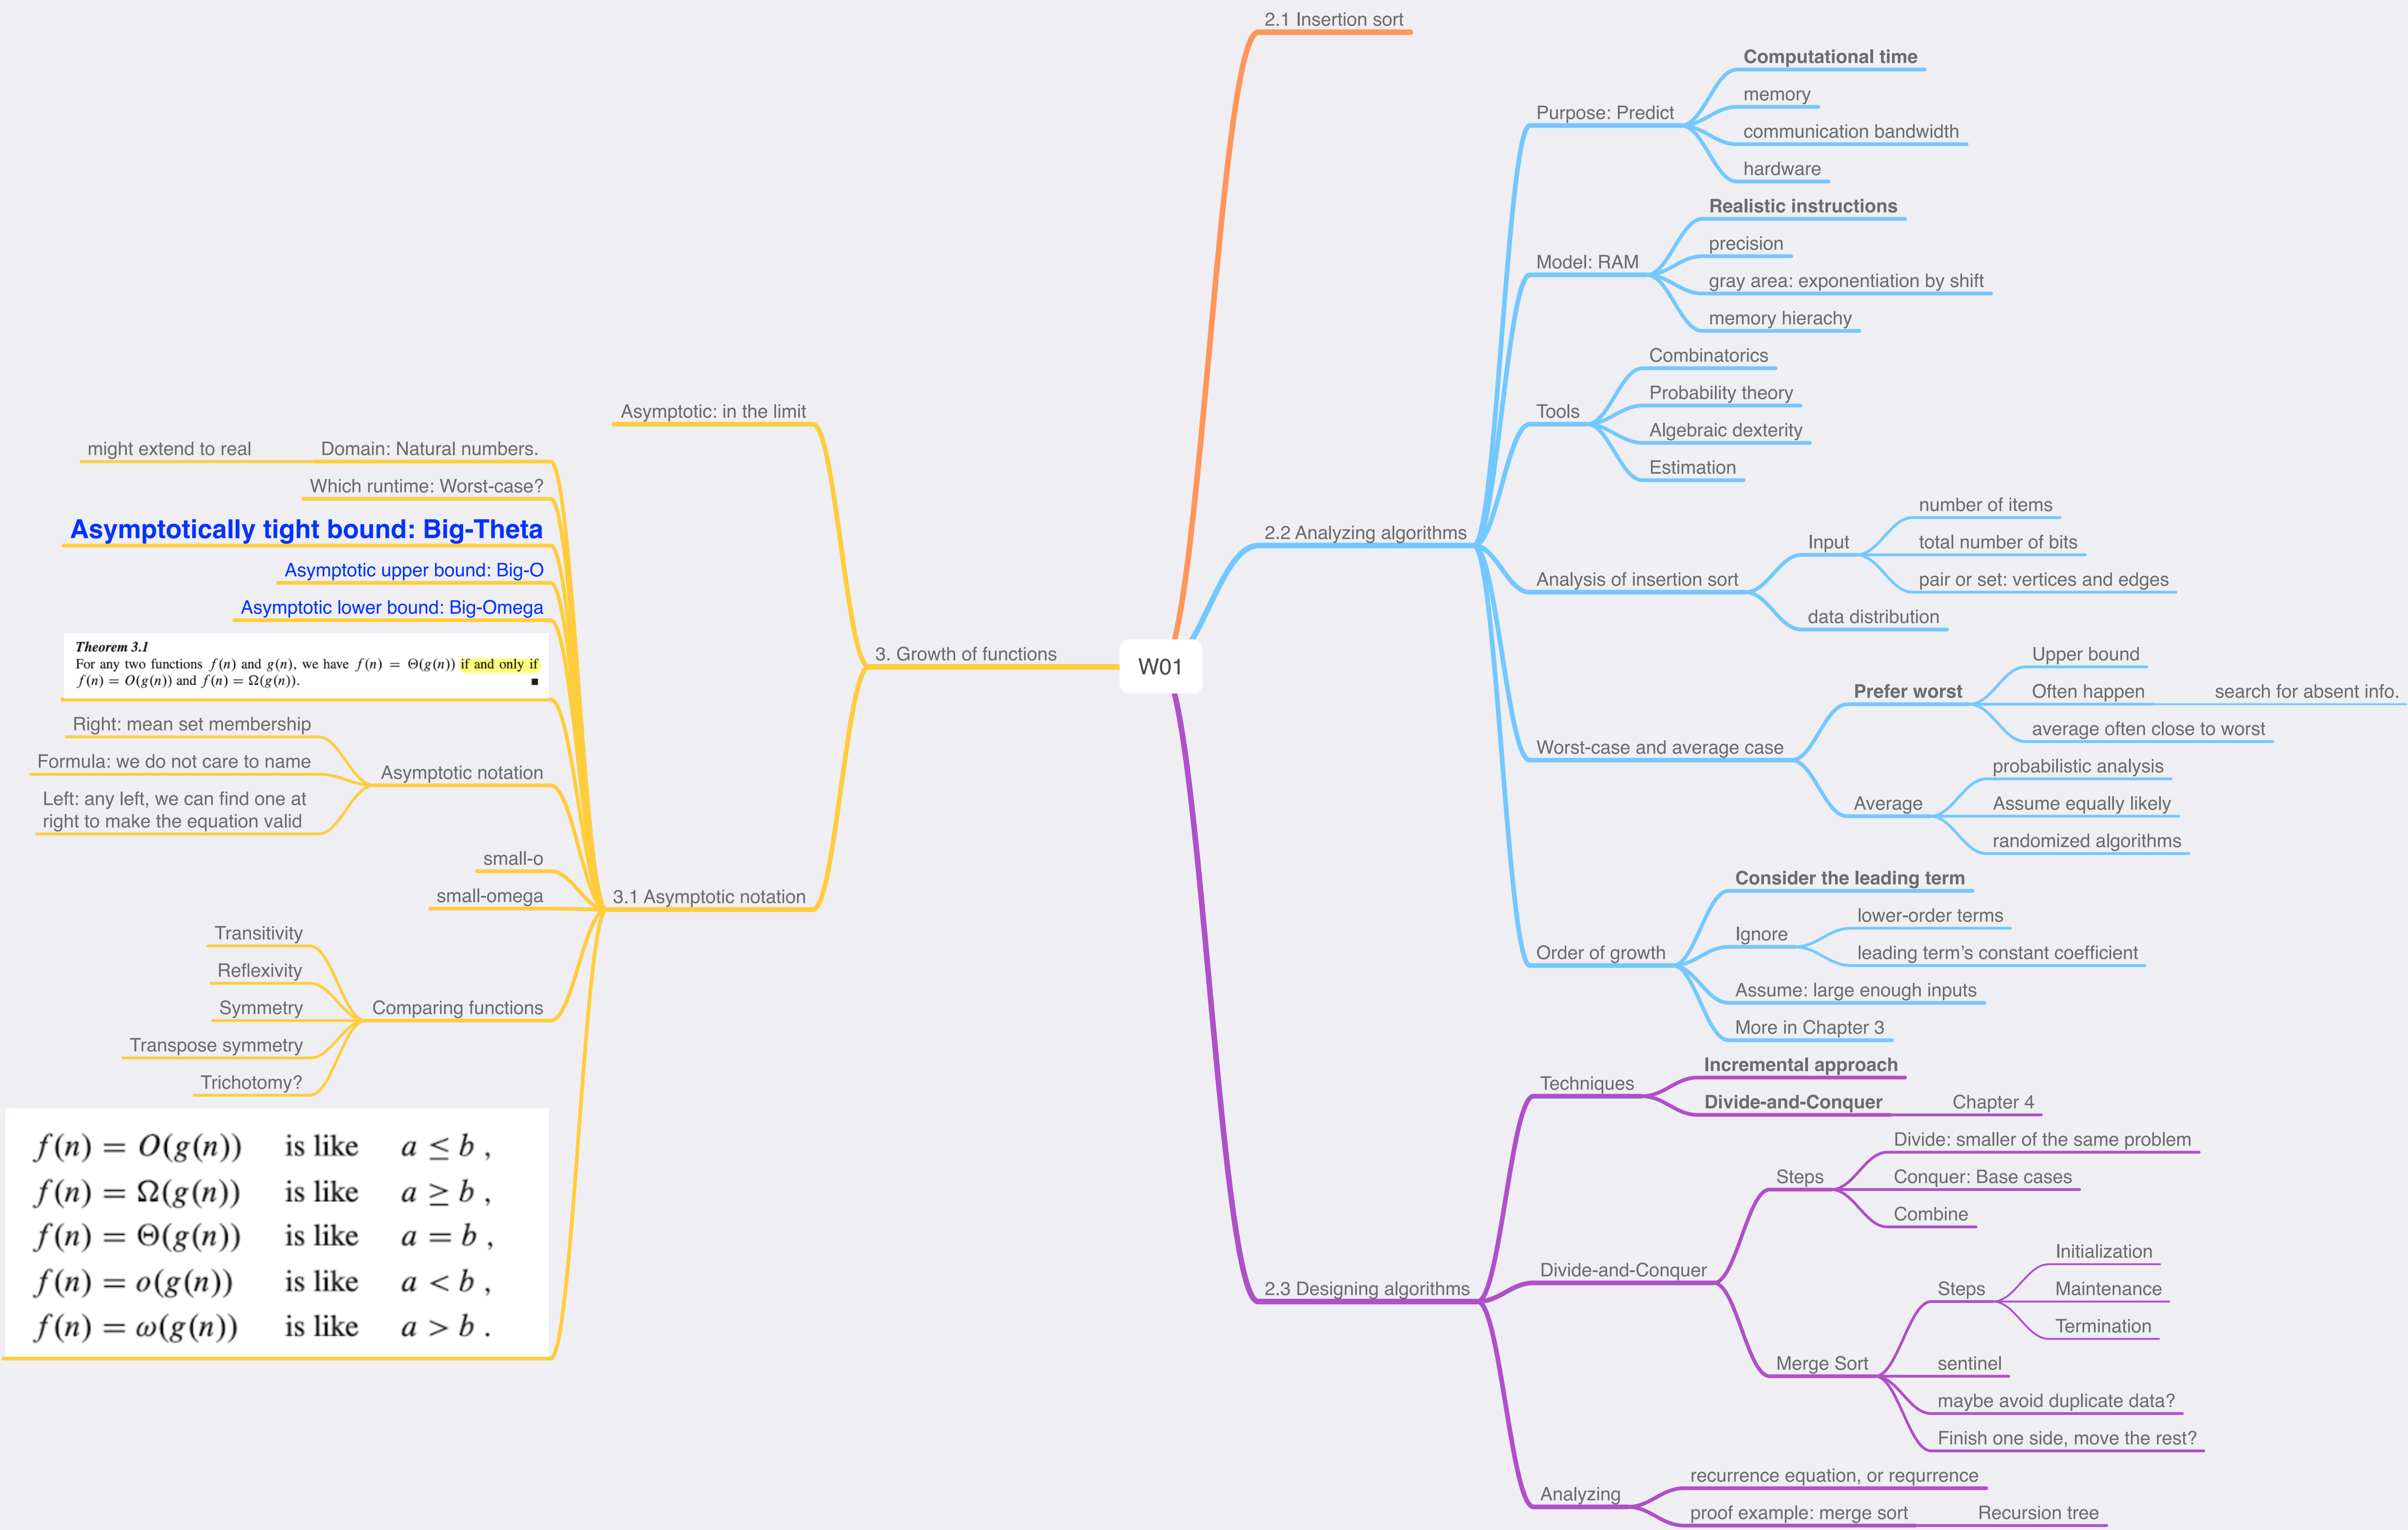 W01
2.1 Insertion sort
2.2 Analyzing algorithms
Purpose: Predict
Computational time
memory
communication bandwidth
hardware
Model: RAM
Realistic instructions
precision
gray area: exponentiation by shift
memory hierachy
Tools
Combinatorics
Probability theory
Algebraic dexterity
Estimation
Analysis of insertion sort
Input
number of items
total number of bits
pair or set: vertices and edges
data distribution
Worst-case and average case
Prefer worst
Upper bound
Often happen
search for absent info.
average often close to worst
Average
probabilistic analysis
Assume equally likely
randomized algorithms
Order of growth
Consider the leading term
Ignore
lower-order terms
leading term’s constant coefficient
Assume: large enough inputs
More in Chapter 3
2.3 Designing algorithms
Techniques
Incremental approach
Divide-and-Conquer
Chapter 4
Divide-and-Conquer
Steps
Divide: smaller of the same problem
Conquer: Base cases
Combine
Merge Sort
Steps
Initialization
Maintenance
Termination
sentinel
maybe avoid duplicate data?
Finish one side, move the rest?
Analyzing
recurrence equation, or requrrence
proof example: merge sort
Recursion tree
3. Growth of functions
Asymptotic: in the limit
3.1 Asymptotic notation
Domain: Natural numbers.
might extend to real
Which runtime: Worst-case?
Asymptotically tight bound: Big-Theta
Asymptotic upper bound: Big-O
Asymptotic lower bound: Big-Omega
Theorem 3.1
For any two functions f(n) and g(n), we have f(n) = Θ(g(n)) if and only if
f(n) = O(g(n)) and f(n) = Ω(g(n)). ■
Asymptotic notation
Right: mean set membership
Formula: we do not care to name
Left: any left, we can find one at
right to make the equation valid
small-o
small-omega
Comparing functions
Transitivity
Reflexivity
Symmetry
Transpose symmetry
Trichotomy?
f(n) = O(g(n)) is like a ≤ b ,
f(n) = Ω(g(n)) is like a ≥ b ,
f(n) = Θ(g(n)) is like a = b ,
f(n) = o(g(n)) is like a < b ,
f(n) = ω(g(n)) is like a > b .